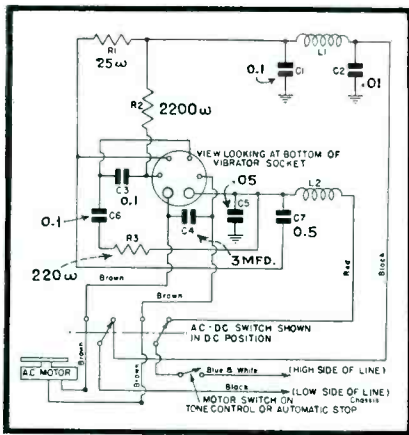 R1
25ω
L1
0.1
C1
C2
.01
R2
2200ω
VIEW LOOKING AT BOTTOM OF
VIBRATOR SOCKET
C3
0.1
.05
L2
0.1
C6
C4
C5
C7
0.5
R3
220ω
3MFD.
Brown
Brown
Red
Black
AC-DC SWITCH SHOWN
IN DC POSITION
Brown
Brown
AC MOTOR
Blue & White
(HIGH SIDE OF LINE)
Black
(LOW SIDE OF LINE)
Chassis
MOTOR SWITCH ON
TONE CONTROL OR AUTOMATIC STOP